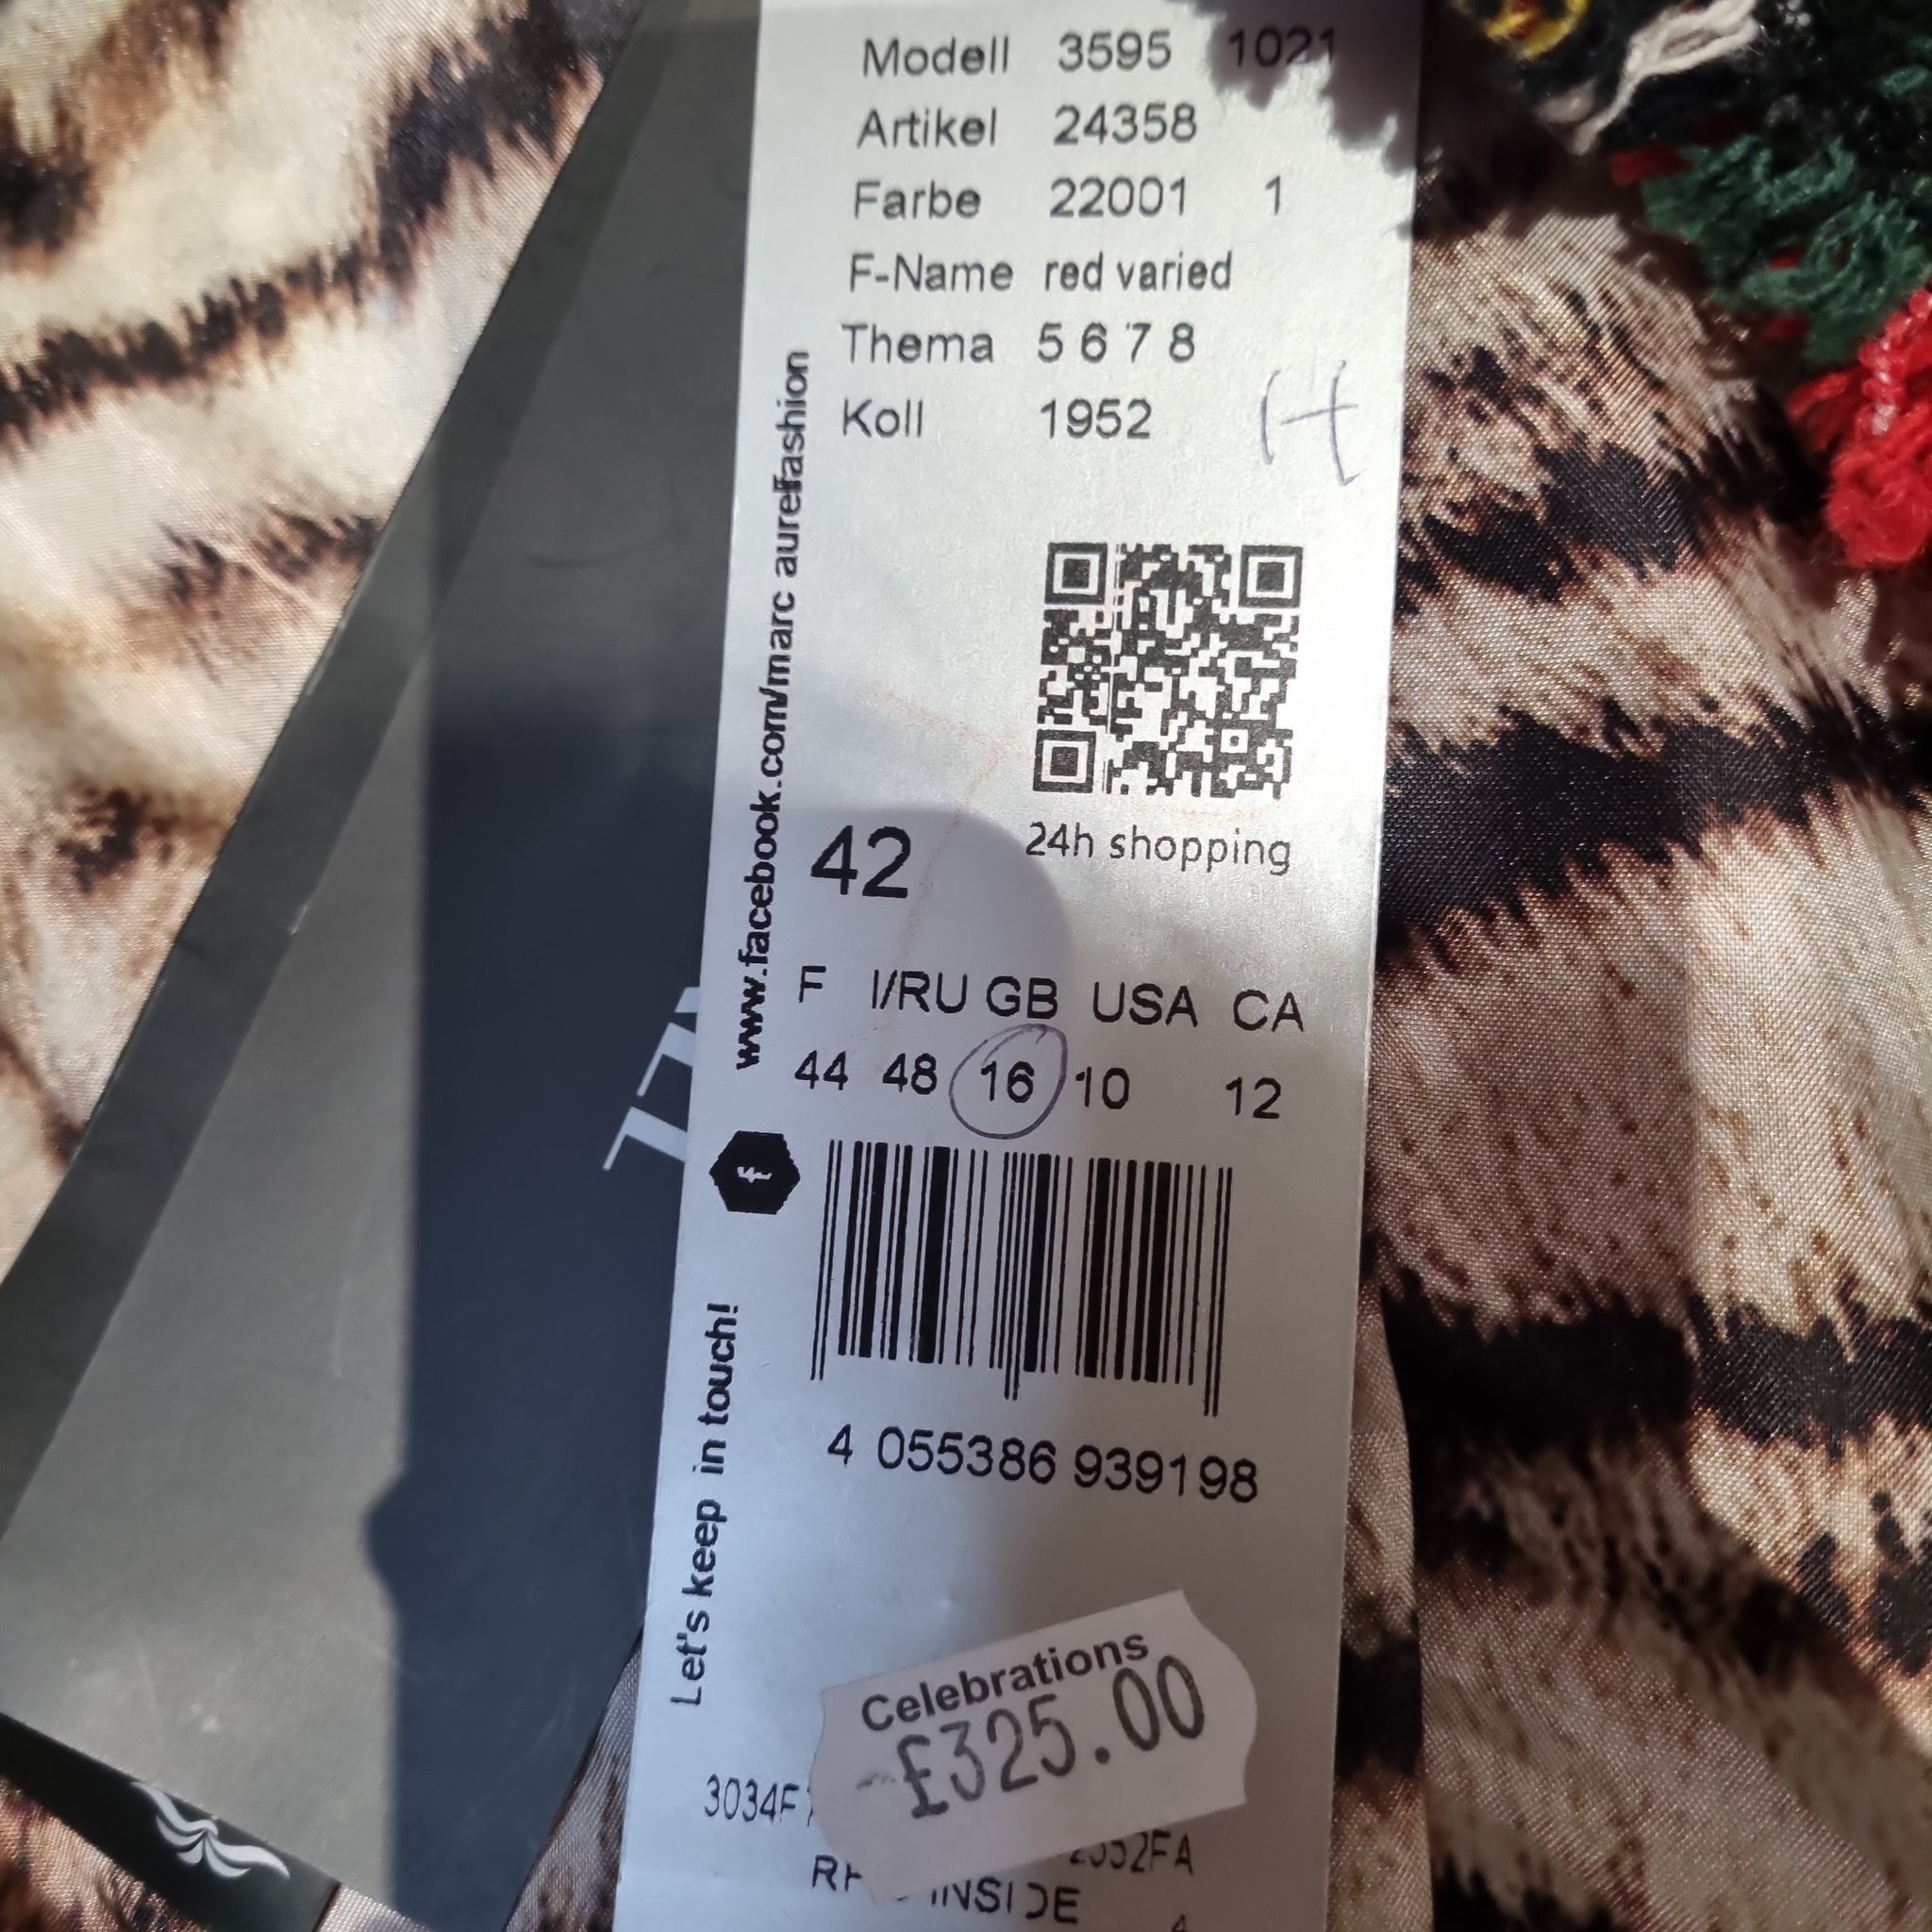 Modell 3595 1021
Artikel 24358
Farbe 22001 1
F-Name red varied
Thema 5 6 7 8
Koll 1952
H
24h shopping
42
F I/RU GB USA CA
44 48 16 10 12
4 055386 939198
www.facebook.com/marc aurelfashion
f
Let's keep in touch!
Celebrations
£325.00
3034F
INSIDE